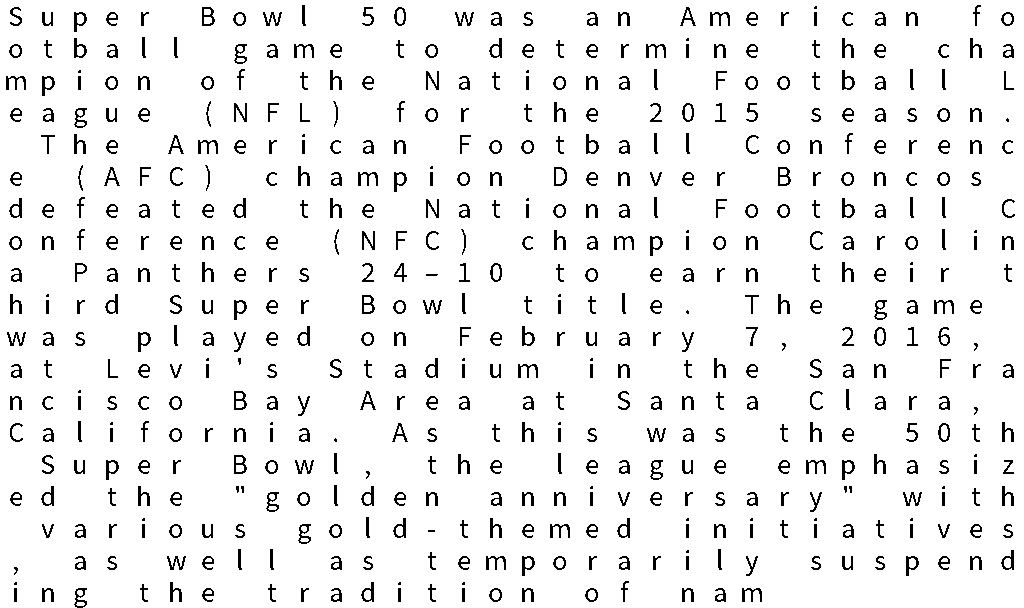 Super Bowl 50 was an American fo
otball game to determine the cha
mpion of the National Football L
eague (NFL) for the 2015 season.
 The American Football Conferenc
e (AFC) champion Denver Broncos
defeated the National Football C
onference (NFC) champion Carolin
a Panthers 24–10 to earn their t
hird Super Bowl title. The game
was played on February 7, 2016,
at Levi's Stadium in the San Fra
ncisco Bay Area at Santa Clara,
California. As this was the 50th
 Super Bowl, the league emphasiz
ed the "golden anniversary" with
 various gold-themed initiatives
, as well as temporarily suspend
ing the tradition of nam